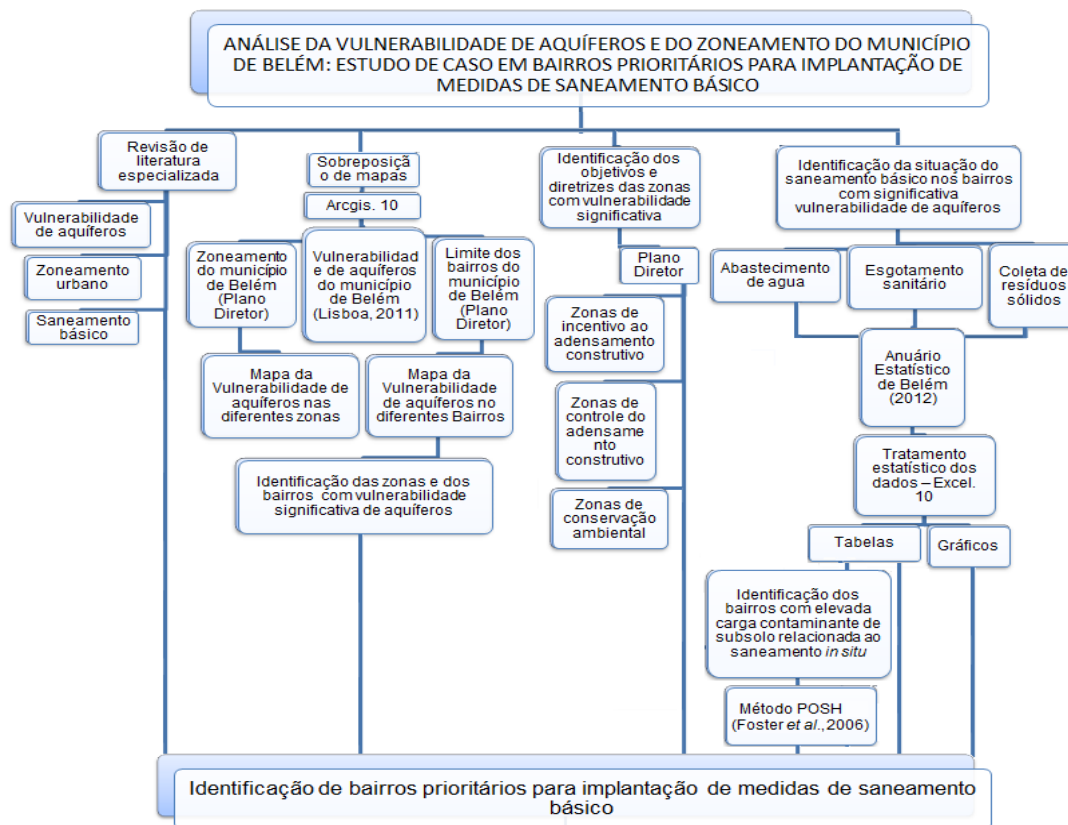 ANÁLISE DA VULNERABILIDADE DE AQUÍFEROS E DO ZONEAMENTO DO MUNICÍPIO
DE BELÉM: ESTUDO DE CASO EM BAIRROS PRIORITÁRIOS PARA IMPLANTAÇÃO DE
MEDIDAS DE SANEAMENTO BÁSICO
Revisão de
literatura
especializada
Vulnerabilidade
de aquíferos
Zoneamento
urbano
Saneamento
básico
Sobreposiçã
o de mapas
Arcgis. 10
Zoneamento
do município
de Belém
(Plano
Diretor)
Vulnerabilid
ade de
aquíferos do
município de
Belém
(Lisboa, 2011)
Limite dos
bairros do
município
de Belém
(Plano
Diretor)
Mapa da
Vulnerabilidade de
aquíferos nas
diferentes zonas
Mapa da
Vulnerabilidade
de aquíferos no
diferentes Bairros
Identificação das zonas e dos
bairros com vulnerabilidade
significativa de aquíferos
Identificação dos
objetivos e
diretrizes das zonas
com vulnerabilidade
significativa
Plano
Diretor
Zonas de
incentivo ao
adensamento
construtivo
Zonas de
controle do
adensame
nto
construtivo
Zonas de
conservação
ambiental
Identificação da situação do
saneamento básico nos bairros
com significativa
vulnerabilidade de aquíferos
Abastecimento
de agua
Esgotamento
sanitário
Coleta de
resíduos
sólidos
Anuário
Estatístico
de Belém
(2012)
Tratamento
estatístico dos
dados – Excel.
10
Tabelas
Gráficos
Identificação dos
bairros com elevada
carga contaminante de
subsolo relacionada ao
saneamento in situ
Método POSH
(Foster et al., 2006)
Identificação de bairros prioritários para implantação de medidas de saneamento
básico